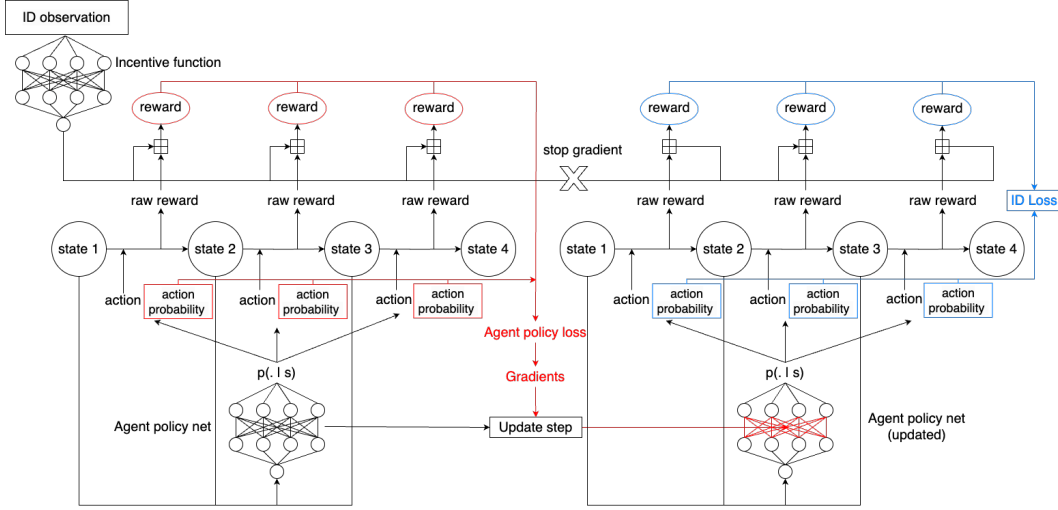 ID observation
Incentive function
reward reward reward reward reward reward
stop gradient
raw reward raw reward raw reward raw reward raw reward raw reward
ID Loss
state 1 state 2 state 3 state 4 state 1 state 2 state 3 state 4
action action probability action action probability action action probability action action probability action action probability action action probability
Agent policy loss
p(. I s) Gradients p(. I s)
Agent policy net Update step Agent policy net
(updated)